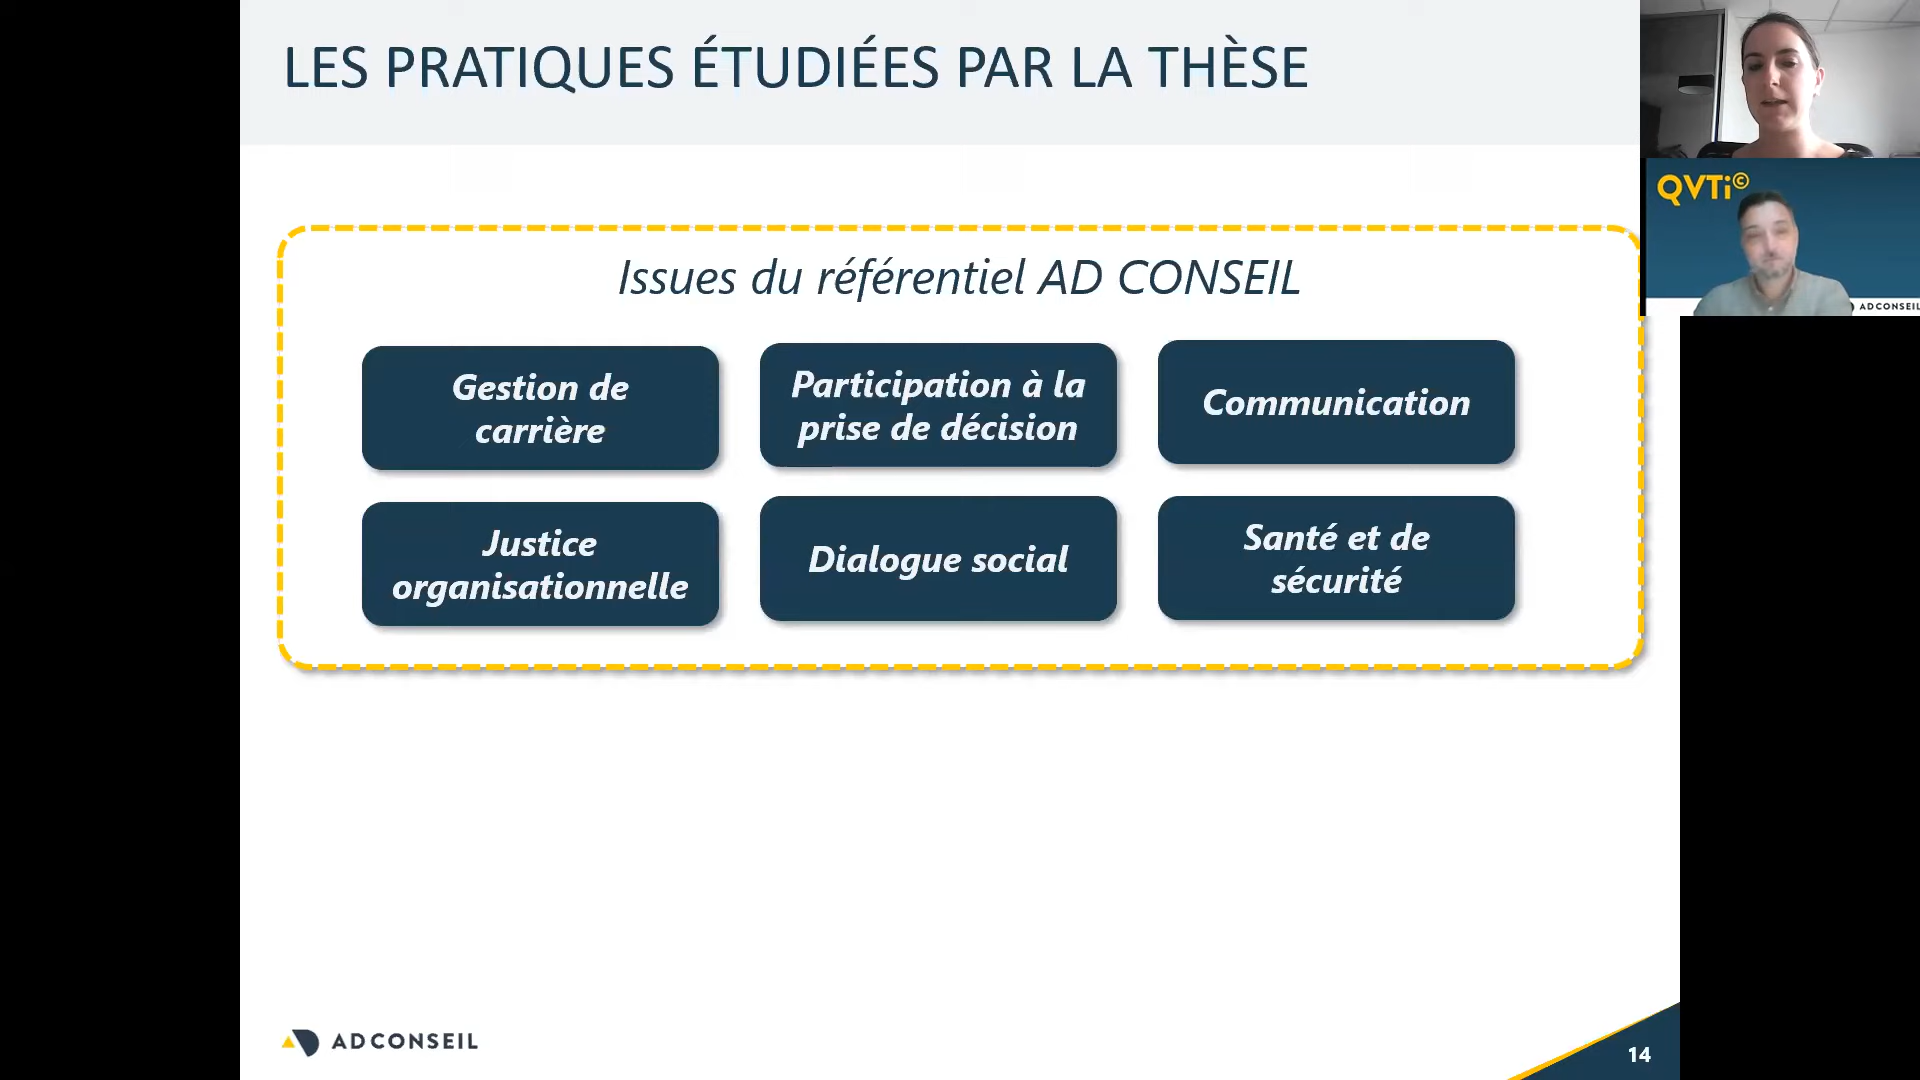 LES PRATIQUES ÉTUDIÉES PAR LA THÈSE
QVTi©
ADCONSEIL
Issues du référentiel AD CONSEIL
Gestion de
carrière
Participation à la
prise de décision
Communication
Justice
organisationnelle
Dialogue social
Santé et de
sécurité
ADCONSEIL
14